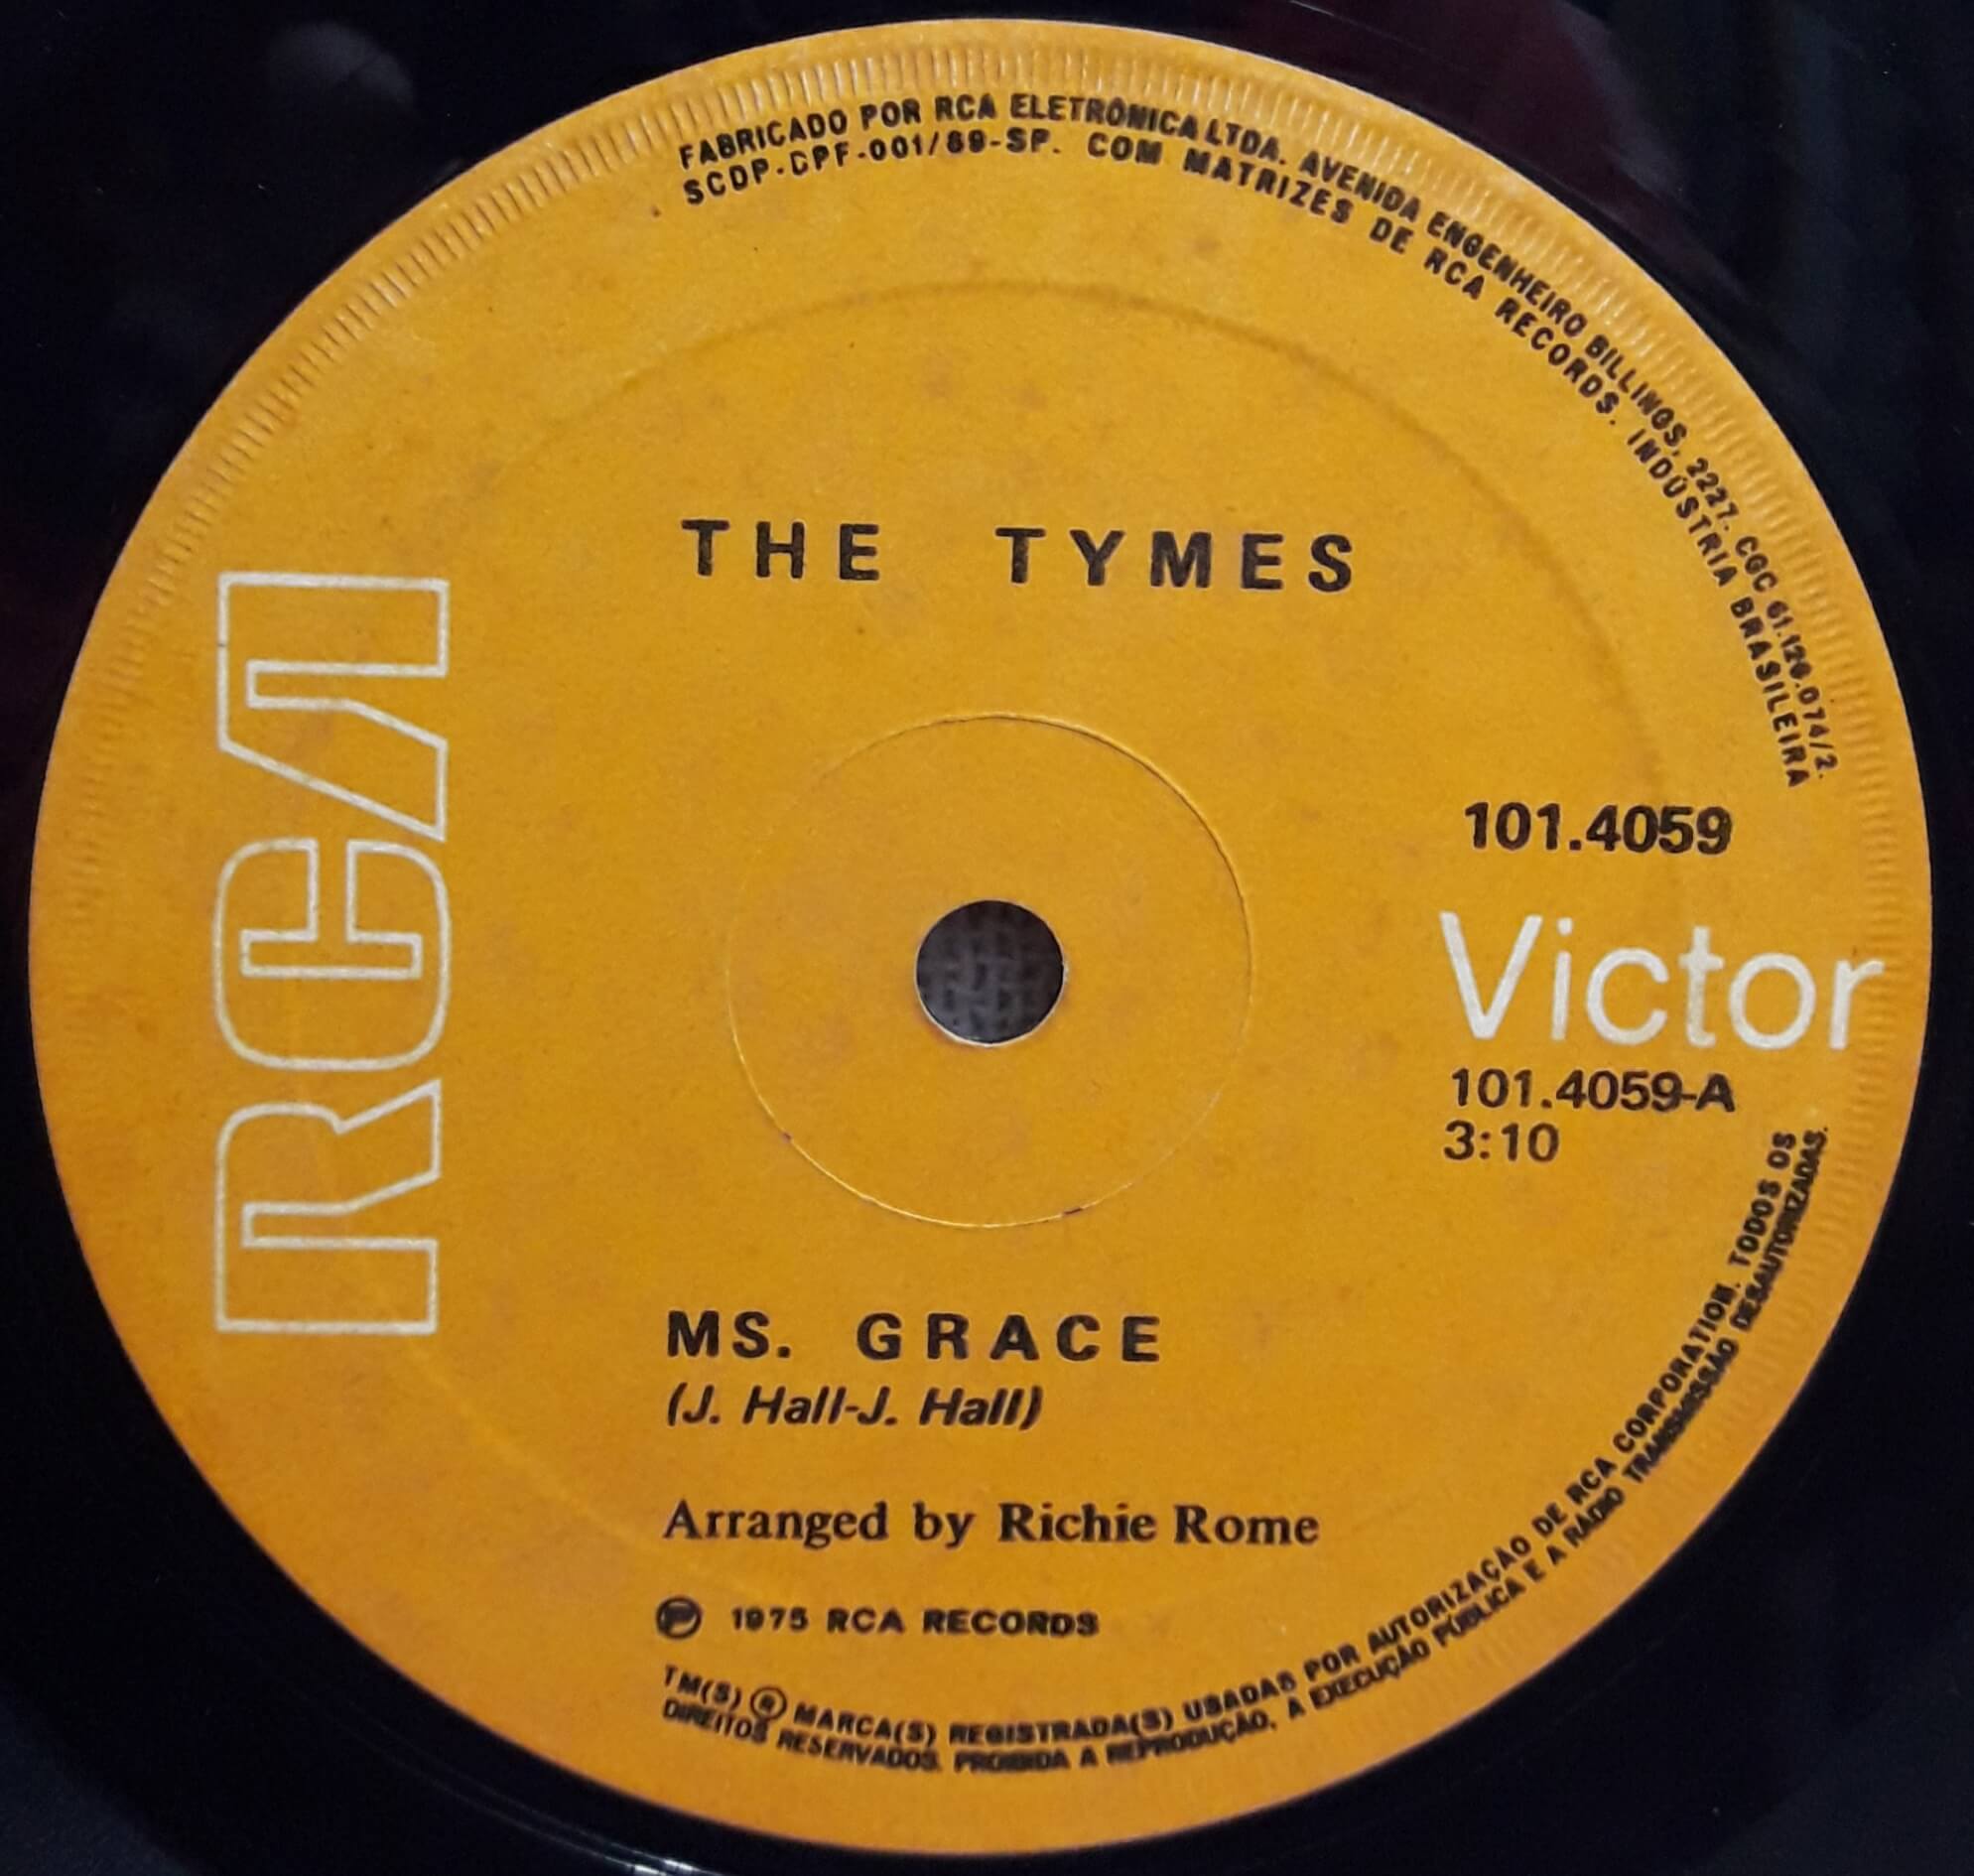 FABRICADO POR RCA ELETRÔNICA LTDA. AVENIDA ENGENHEIRO BILLINGS, 2227. CGC 61.126.074/2.
SCDP-DPF-001/69-SP. COM MATRIZES DE RCA RECORDS. INDÚSTRIA BRASILEIRA
THE TYMES
RCA
101.4059
Victor
101.4059-A
3:10
MS. GRACE
(J. Hall-J. Hall)
Arranged by Richie Rome
℗ 1975 RCA RECORDS
TM(S) ® MARCA(S) REGISTRADA(S) USADAS POR AUTORIZAÇÃO DE RCA CORPORATION. TODOS OS
DIREITOS RESERVADOS. PROIBIDA A REPRODUÇÃO, A EXECUÇÃO PÚBLICA E A RÁDIO TRANSMISSÃO DESAUTORIZADAS.